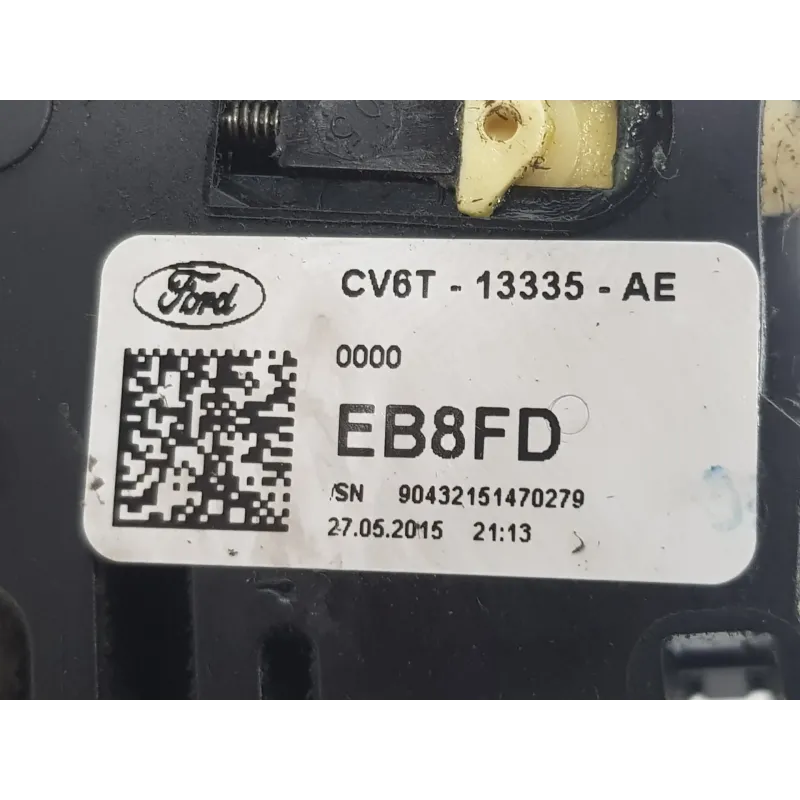 Ford
CV6T - 13335 - AE
0000
EB8FD
/SN 90432151470279
27.05.2015 21:13